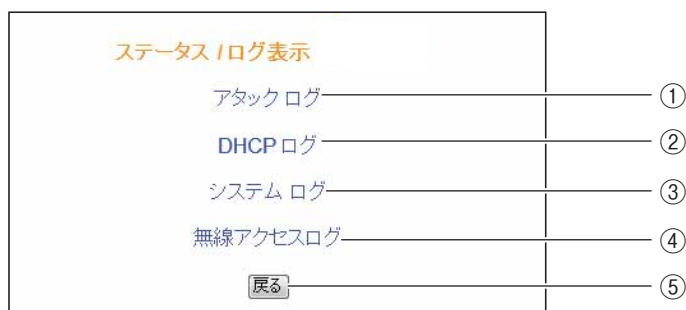 ステータス / ログ表示
アタック ログ ①
DHCP ログ ②
システム ログ ③
無線アクセスログ ④
戻る ⑤